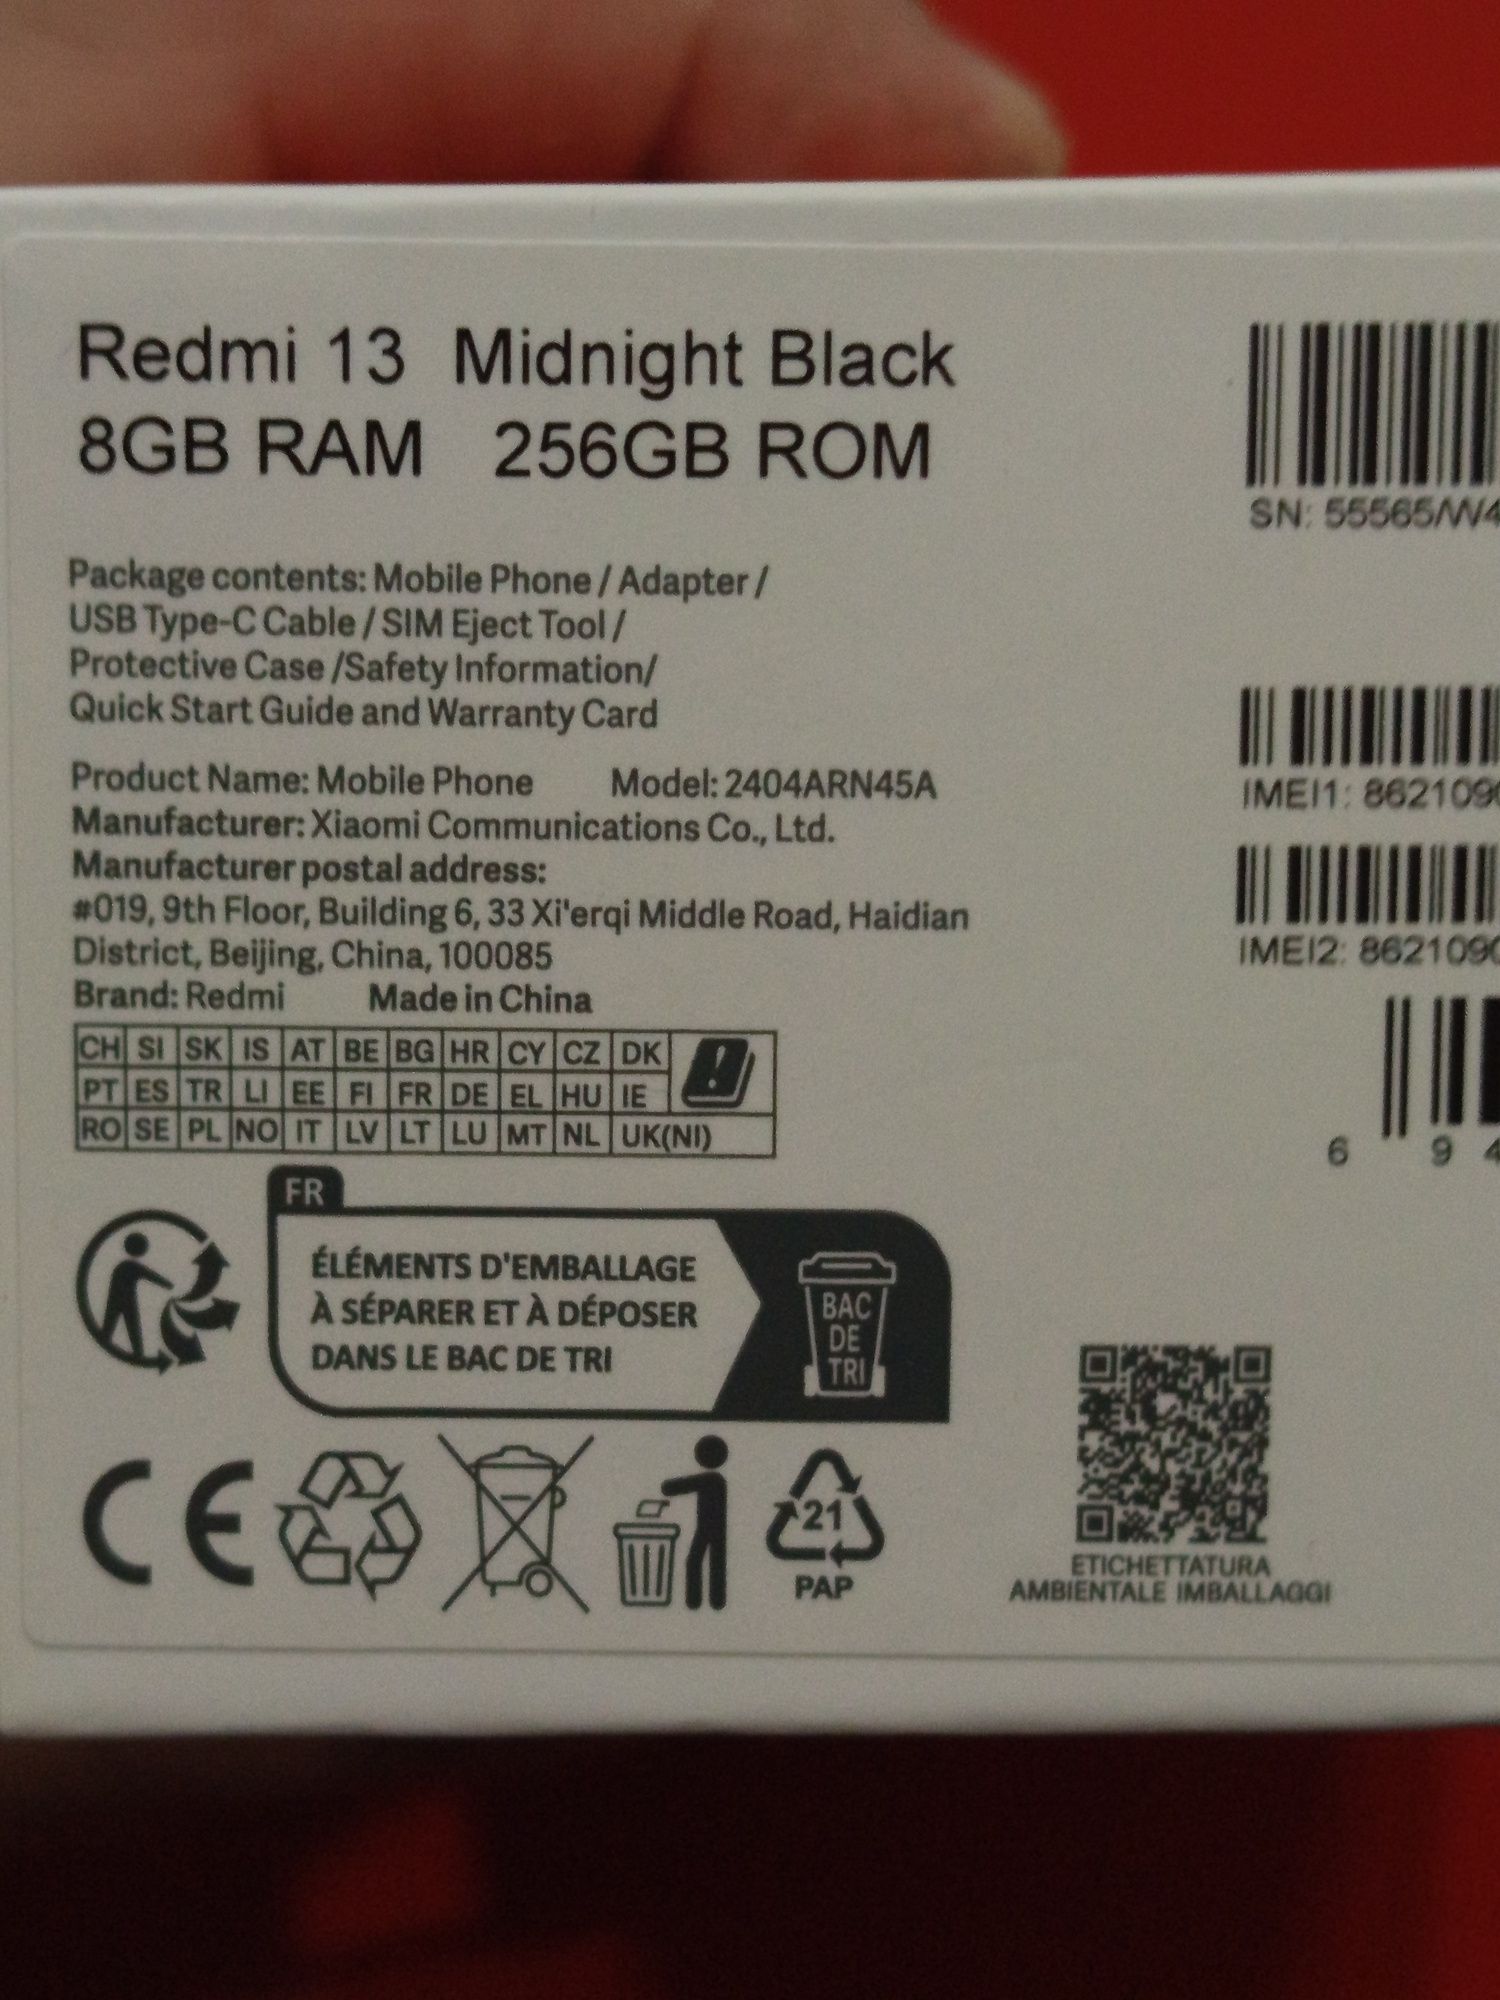 Redmi 13 Midnight Black
8GB RAM 256GB ROM
Package contents: Mobile Phone / Adapter /
USB Type-C Cable / SIM Eject Tool /
Protective Case /Safety Information/
Quick Start Guide and Warranty Card
Product Name: Mobile Phone Model: 2404ARN45A
Manufacturer: Xiaomi Communications Co., Ltd.
Manufacturer postal address:
#019, 9th Floor, Building 6, 33 Xi'erqi Middle Road, Haidian
District, Beijing, China, 100085
Brand: Redmi Made in China
CH SI SK IS AT BE BG HR CY CZ DK
PT ES TR LI EE FI FR DE EL HU IE
RO SE PL NO IT LV LT LU MT NL UK(NI)
FR
ÉLÉMENTS D'EMBALLAGE
À SÉPARER ET À DÉPOSER
DANS LE BAC DE TRI
BAC
DE
TRI
CE
21
PAP
SN:
IMEI1: 862109
IMEI2: 862109
6 94
ETICHETTATURA
AMBIENTALE IMBALLAGGI